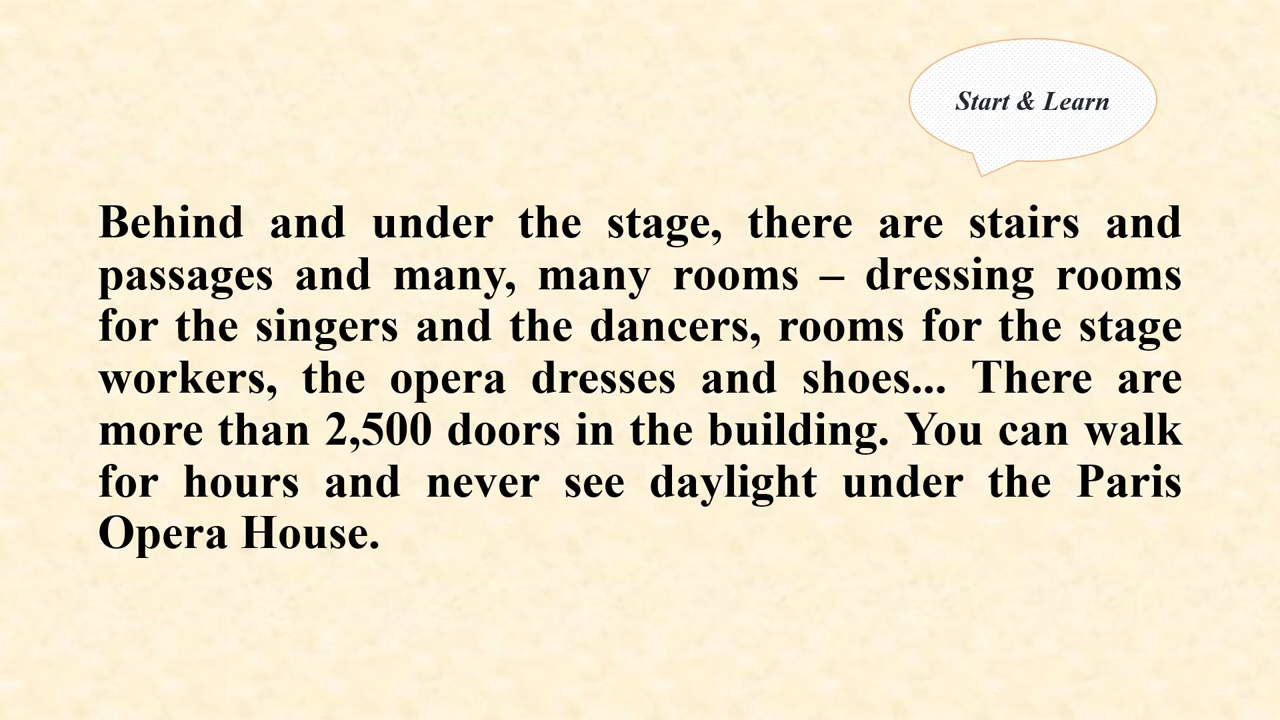 Start & Learn
Behind and under the stage, there are stairs and
passages and many, many rooms – dressing rooms
for the singers and the dancers, rooms for the stage
workers, the opera dresses and shoes... There are
more than 2,500 doors in the building. You can walk
for hours and never see daylight under the Paris
Opera House.